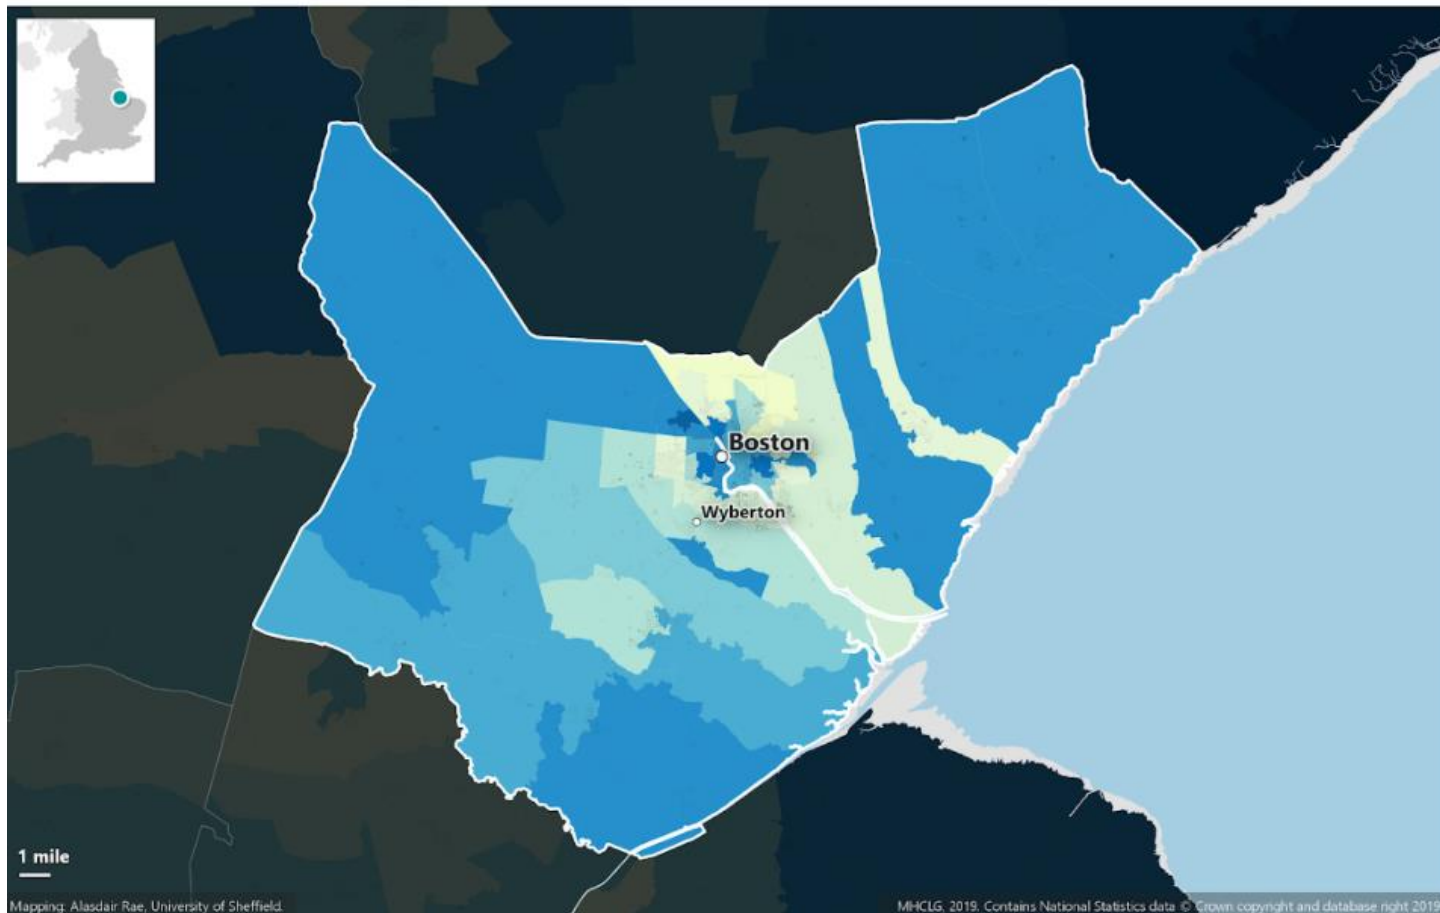 Boston
Wyberton
1 mile
Mapping: Alasdair Rae, University of Sheffield.
MHCLG, 2019. Contains National Statistics data © Crown copyright and database right 2019